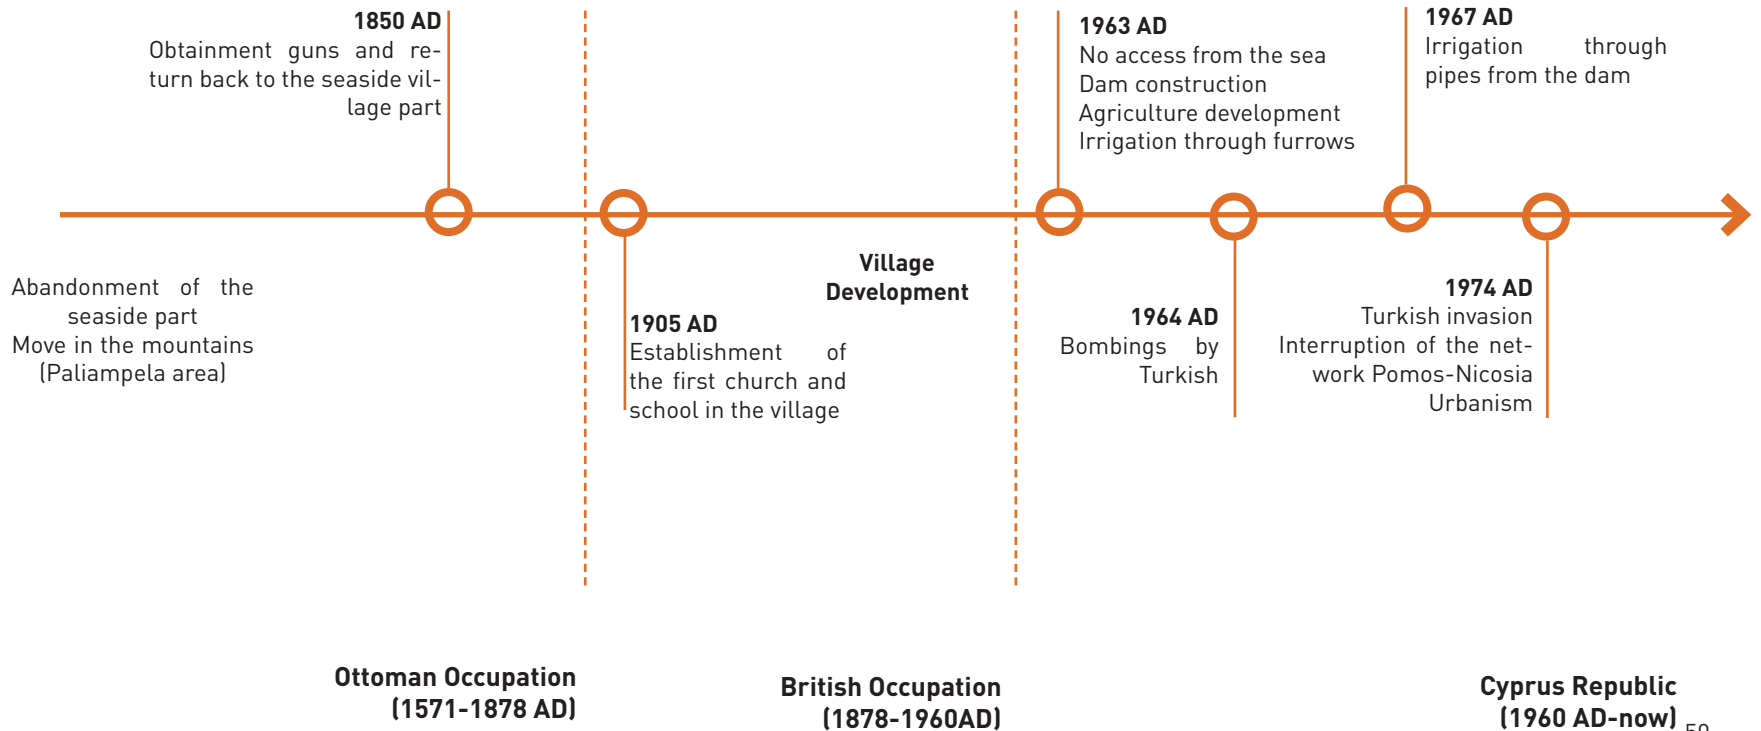 1850 AD
Obtainment guns and re-
turn back to the seaside vil-
lage part
1963 AD
No access from the sea
Dam construction
Agriculture development
Irrigation through furrows
1967 AD
Irrigation through
pipes from the dam
Abandonment of the
seaside part
Move in the mountains
(Paliampela area)
1905 AD
Establishment of
the first church and
school in the village
Village
Development
1964 AD
Bombings by
Turkish
1974 AD
Turkish invasion
Interruption of the net-
work Pomos-Nicosia
Urbanism
Ottoman Occupation
(1571-1878 AD)
British Occupation
(1878-1960AD)
Cyprus Republic
(1960 AD-now)